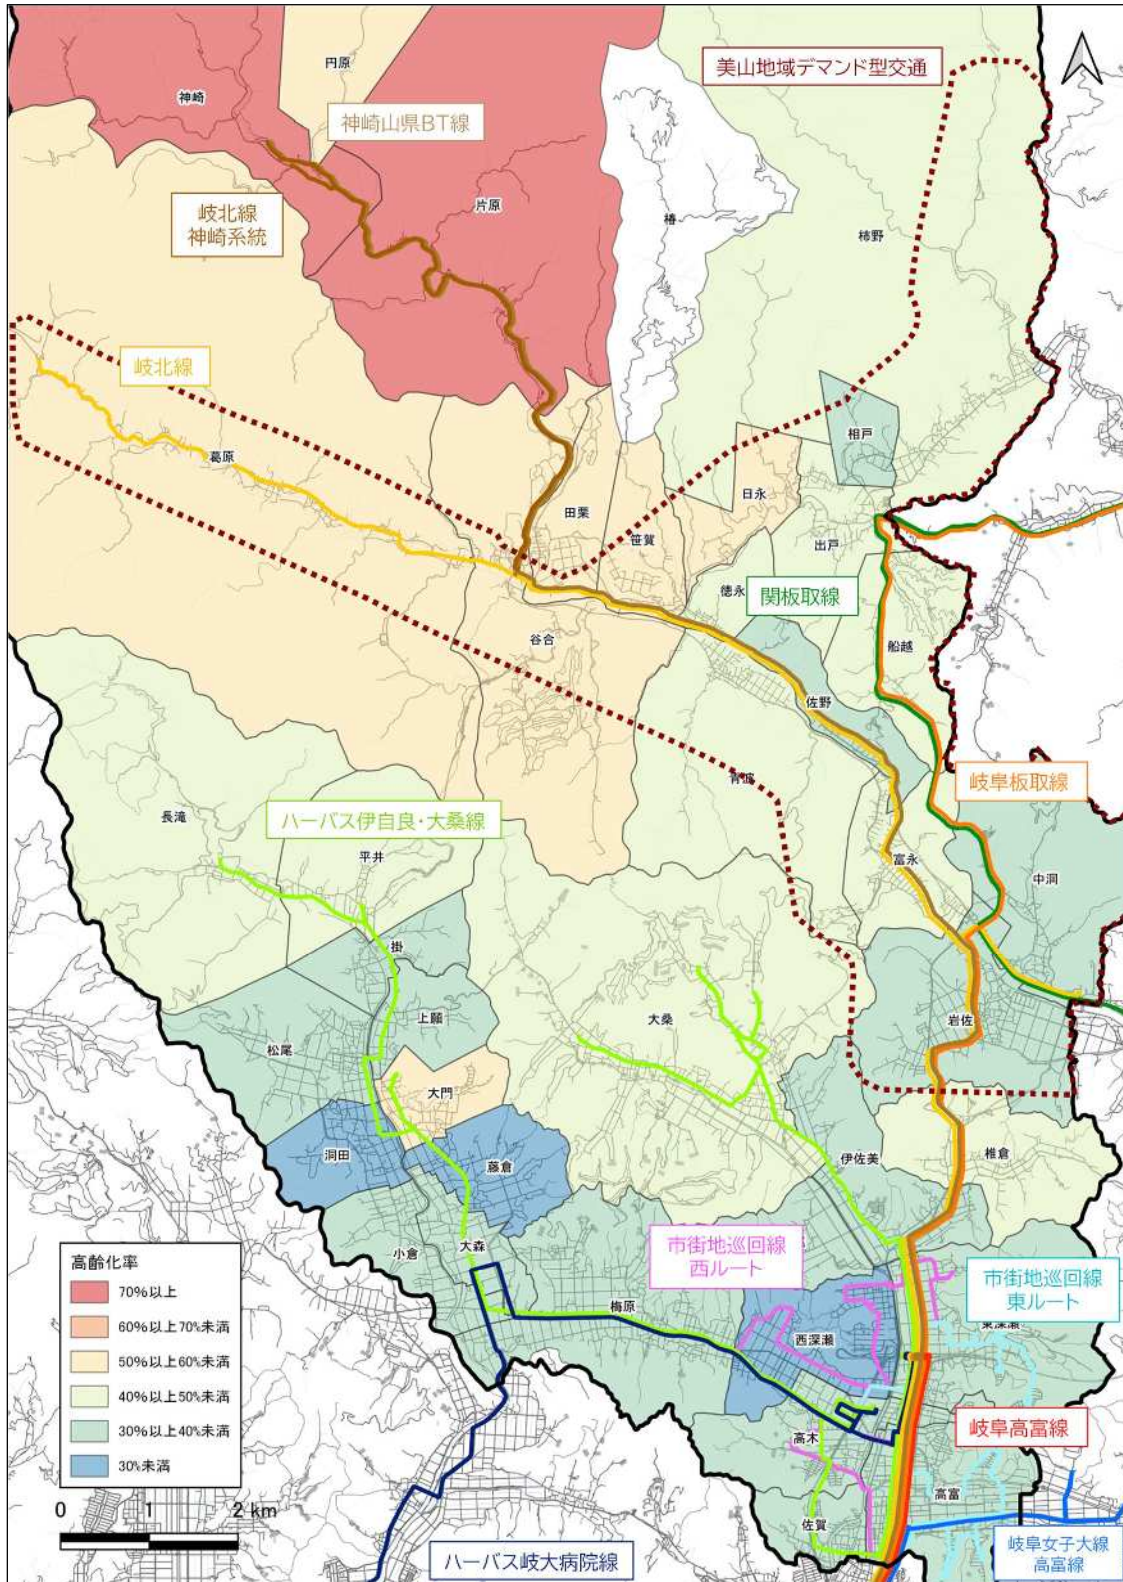 円原
美山地域デマンド型交通
神崎
神崎山県BT線
岐北線
神崎系統
片原
椿
柿野
岐北線
相戸
葛原
田栗
日永
笹賀
出戸
徳永
関板取線
谷合
船越
佐野
岐阜板取線
長滝
ハーバス伊自良・大桑線
平井
富永
中洞
掛
上願
大桑
岩佐
松尾
大門
洞田
藤倉
伊佐美
椎倉
小倉
大森
市街地巡回線
西ルート
市街地巡回線
東ルート
高齢化率
70%以上
60%以上70%未満
50%以上60%未満
40%以上50%未満
30%以上40%未満
30%未満
梅原
西深瀬
東深瀬
岐阜高富線
高木
高富
0 1 2 km
佐賀
ハーバス岐大病院線
岐阜女子大線
高富線